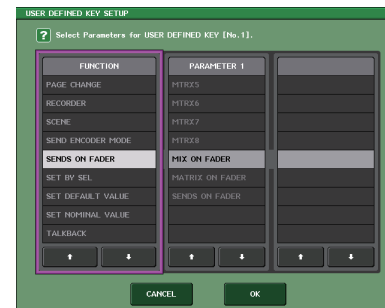 USER DEFINED KEY SETUP
? Select Parameters for USER DEFINED KEY [No.1].
FUNCTION
PAGE CHANGE
RECORDER
SCENE
SEND ENCODER MODE
SENDS ON FADER
SET BY SEL
SET DEFAULT VALUE
SET NOMINAL VALUE
TALKBACK
PARAMETER 1
MTRX5
MTRX6
MTRX7
MTRX8
MIX ON FADER
MATRIX ON FADER
SENDS ON FADER
CANCEL
OK